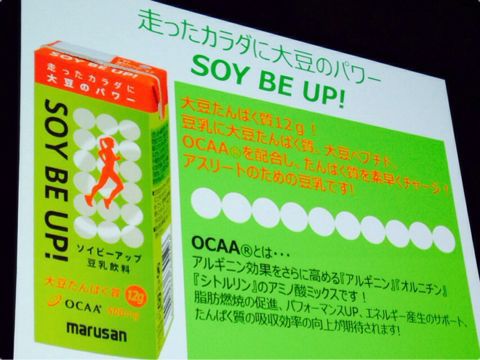 走ったカラダに大豆のパワー
SOY BE UP!
大豆たんぱく質12g！
豆乳に大豆たんぱく質、大豆ペプチド、
OCAA®を配合し、たんぱく質を素早くチャージ！
アスリートのための豆乳です!
OCAA®とは･･･
アルギニン効果をさらに高める『アルギニン』『オルニチン』
『シトルリン』のアミノ酸ミックスです！
脂肪燃焼の促進、パフォーマンスUP、エネルギー産生のサポート、
たんぱく質の吸収効率の向上が期待されます!
SOY BE UP!
走ったカラダに
大豆のパワー
SOY BE UP!
ソイビーアップ
豆乳飲料
大豆たんぱく質 12g
OCAA
marusan